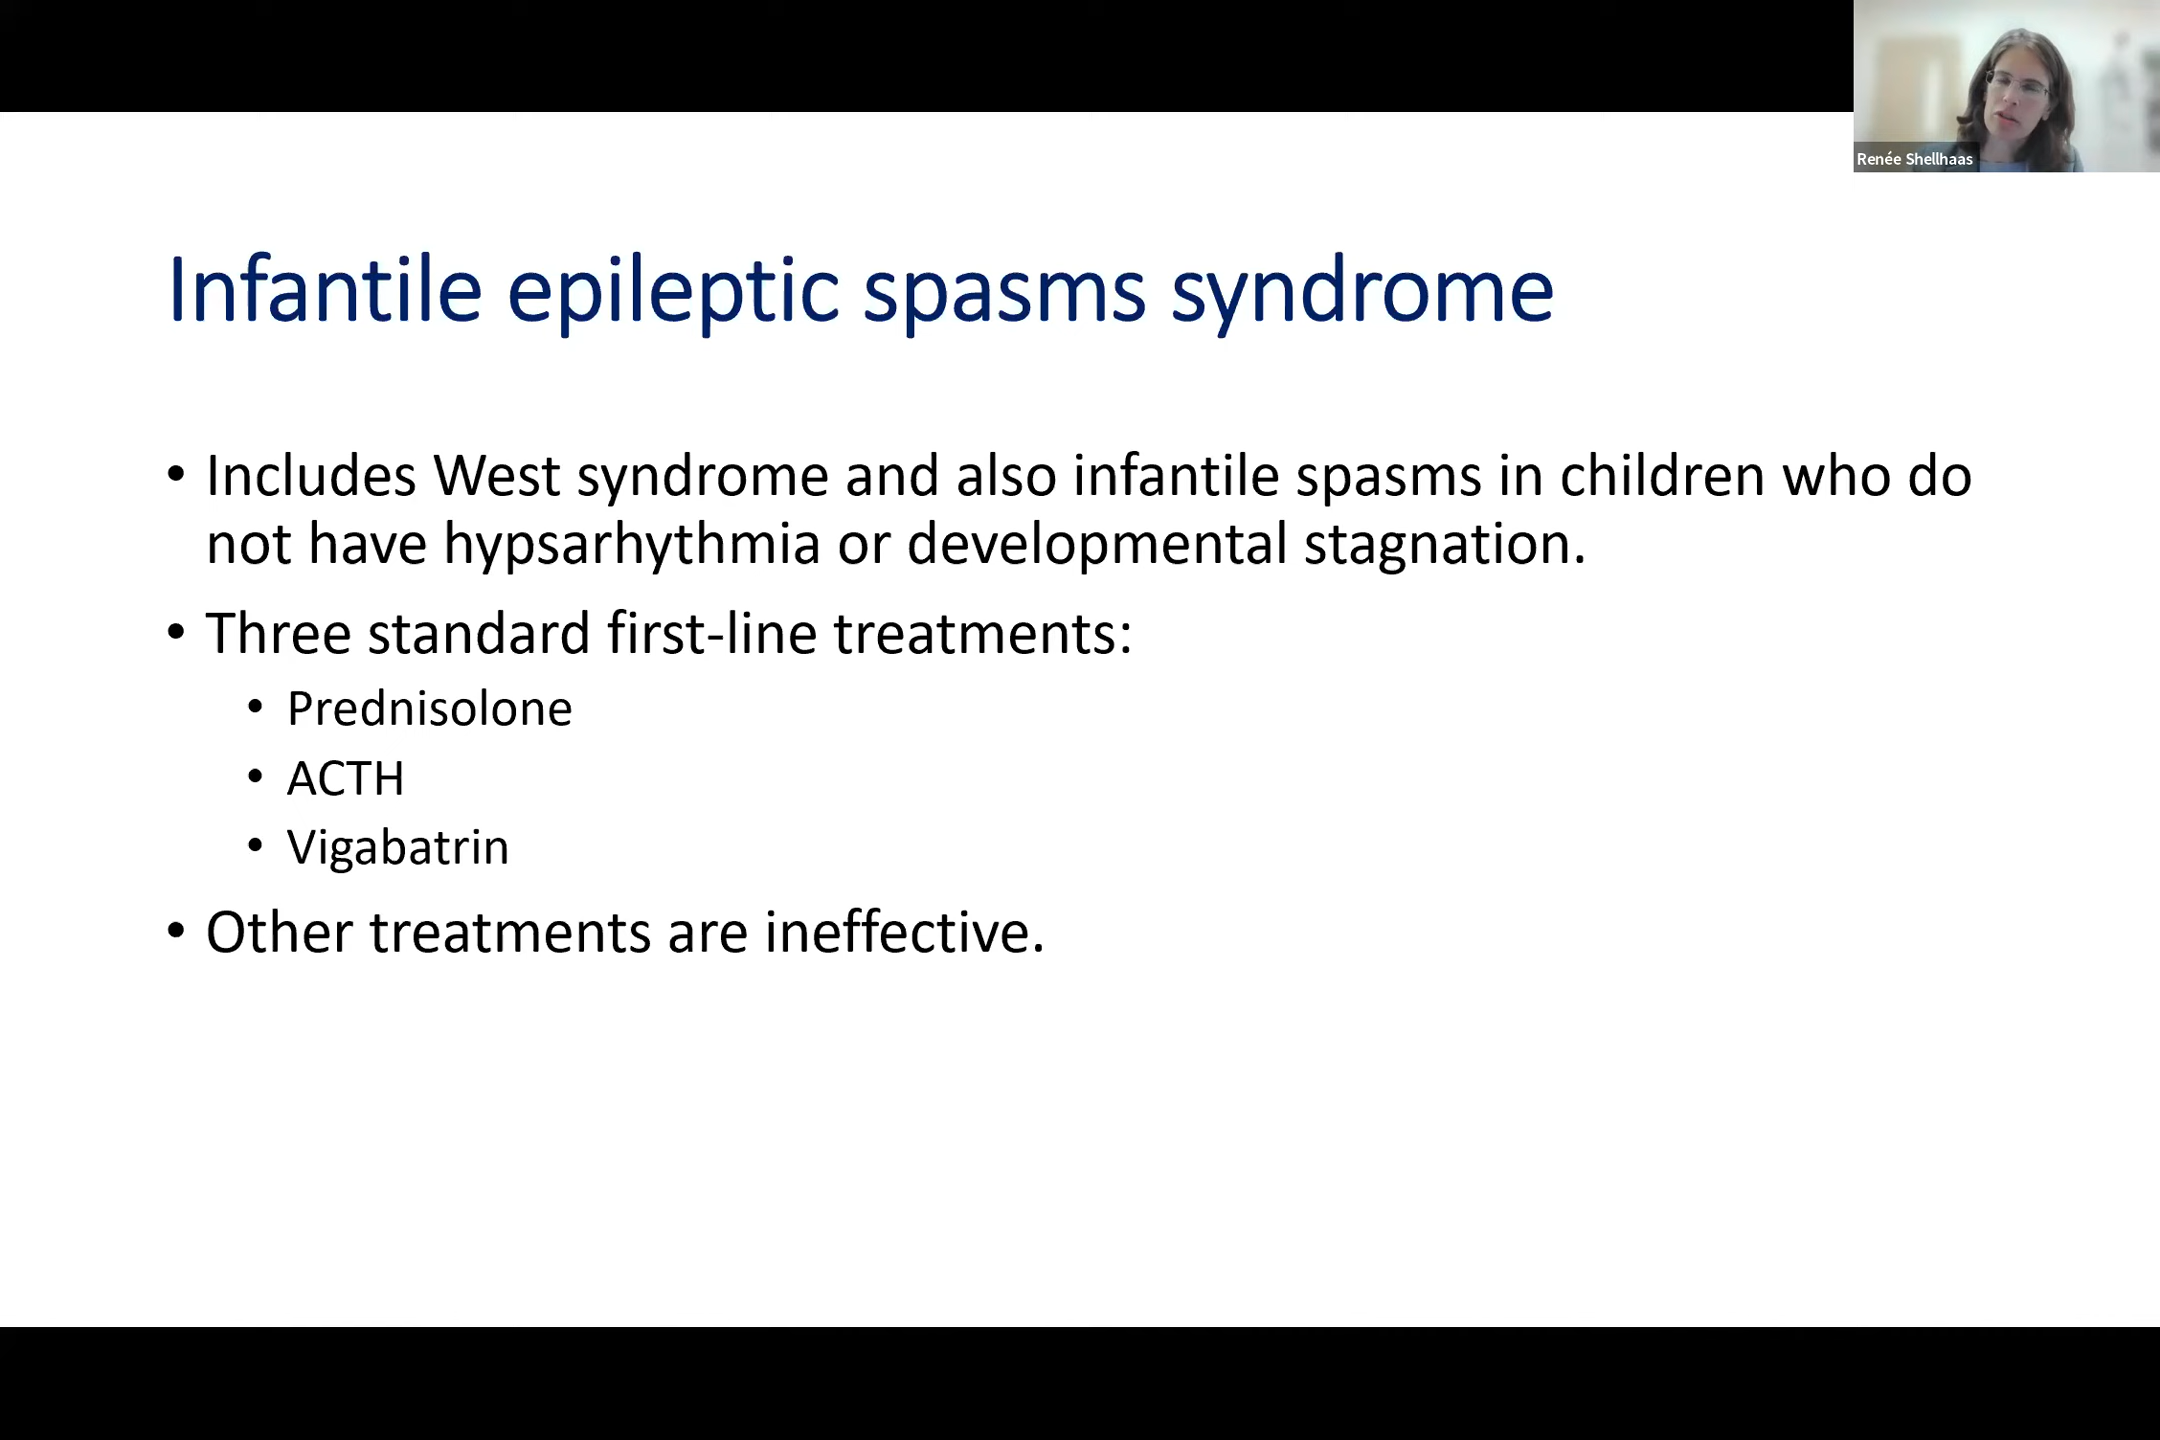 Renée Shellhaas
Infantile epileptic spasms syndrome
• Includes West syndrome and also infantile spasms in children who do
not have hypsarhythmia or developmental stagnation.
• Three standard first-line treatments:
• Prednisolone
• ACTH
• Vigabatrin
• Other treatments are ineffective.